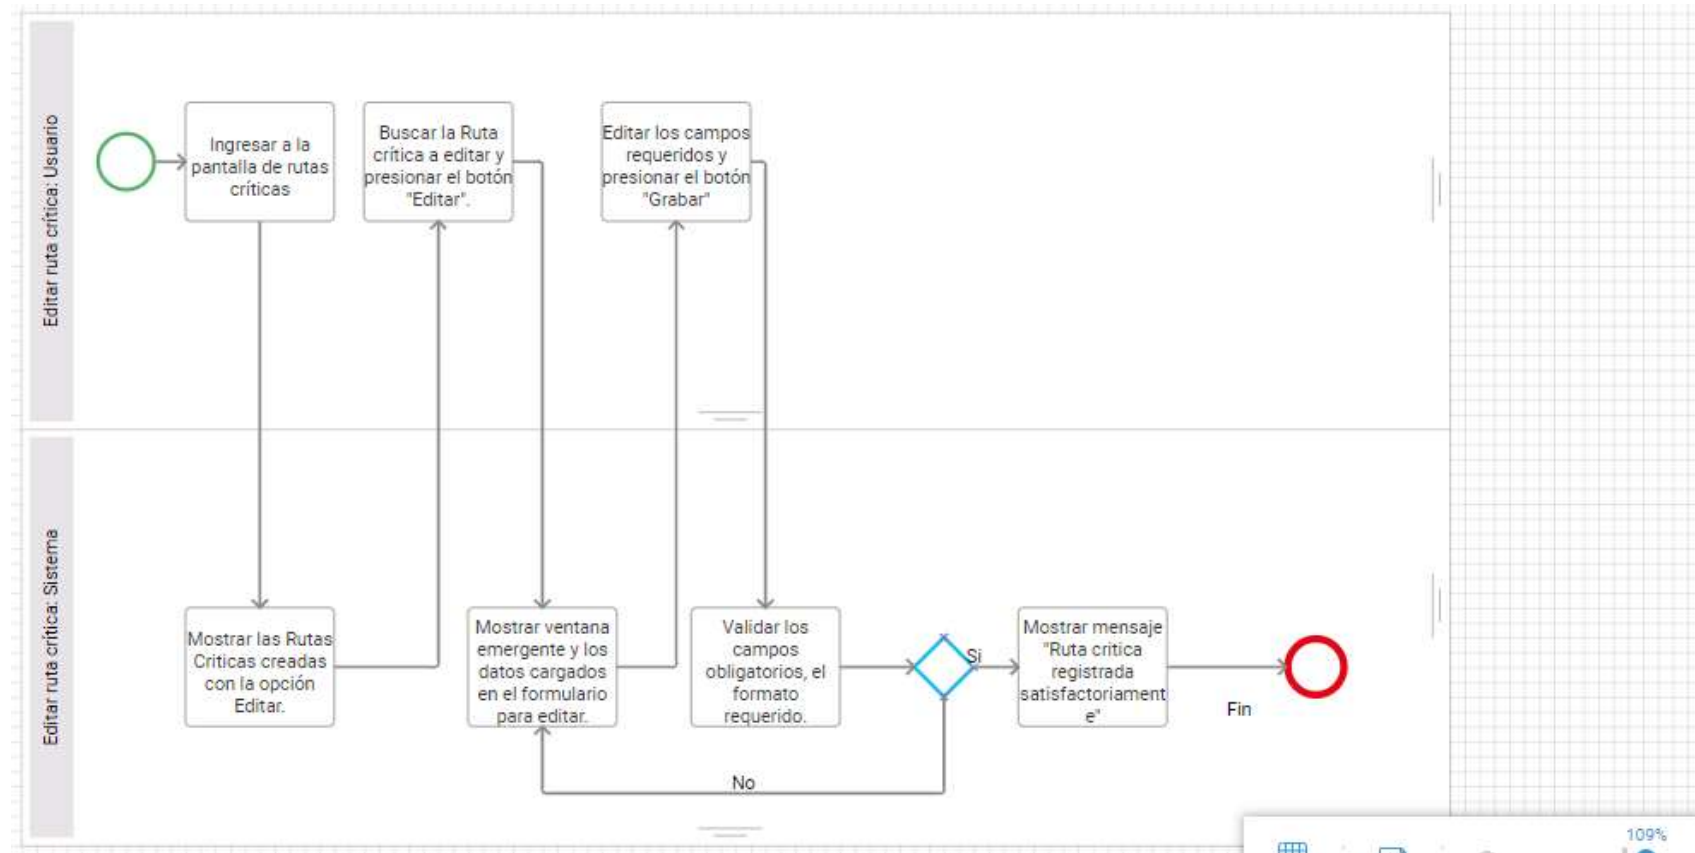 Editar ruta crítica: Usuario
Ingresar a la
pantalla de rutas
críticas
Buscar la Ruta
crítica a editar y
presionar el botón
"Editar".
Editar los campos
requeridos y
presionar el botón
"Grabar"
Editar ruta crítica: Sistema
Mostrar las Rutas
Criticas creadas
con la opción
Editar.
Mostrar ventana
emergente y los
datos cargados
en el formulario
para editar.
Validar los
campos
obligatorios, el
formato
requerido.
Si
Mostrar mensaje
"Ruta critica
registrada
satisfactoriament
e"
Fin
No
109%